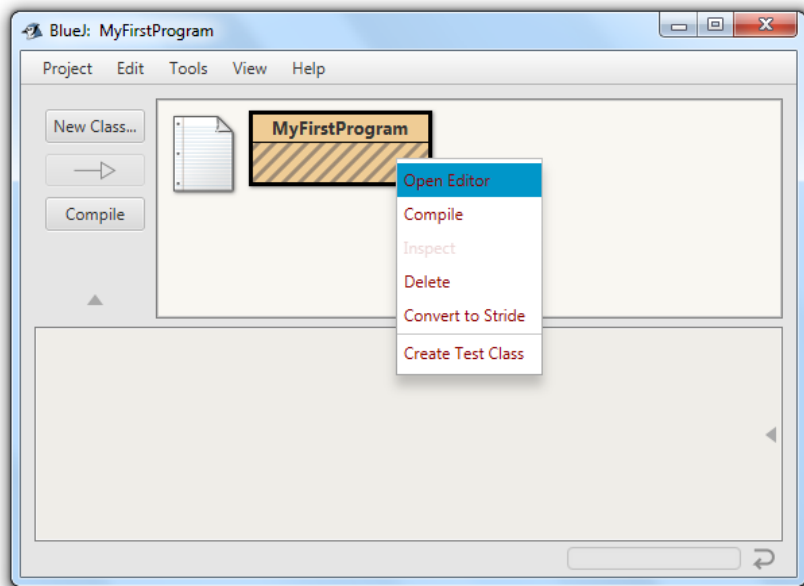 BlueJ: MyFirstProgram
Project Edit Tools View Help
New Class...
Compile
MyFirstProgram
Open Editor
Compile
Inspect
Delete
Convert to Stride
Create Test Class